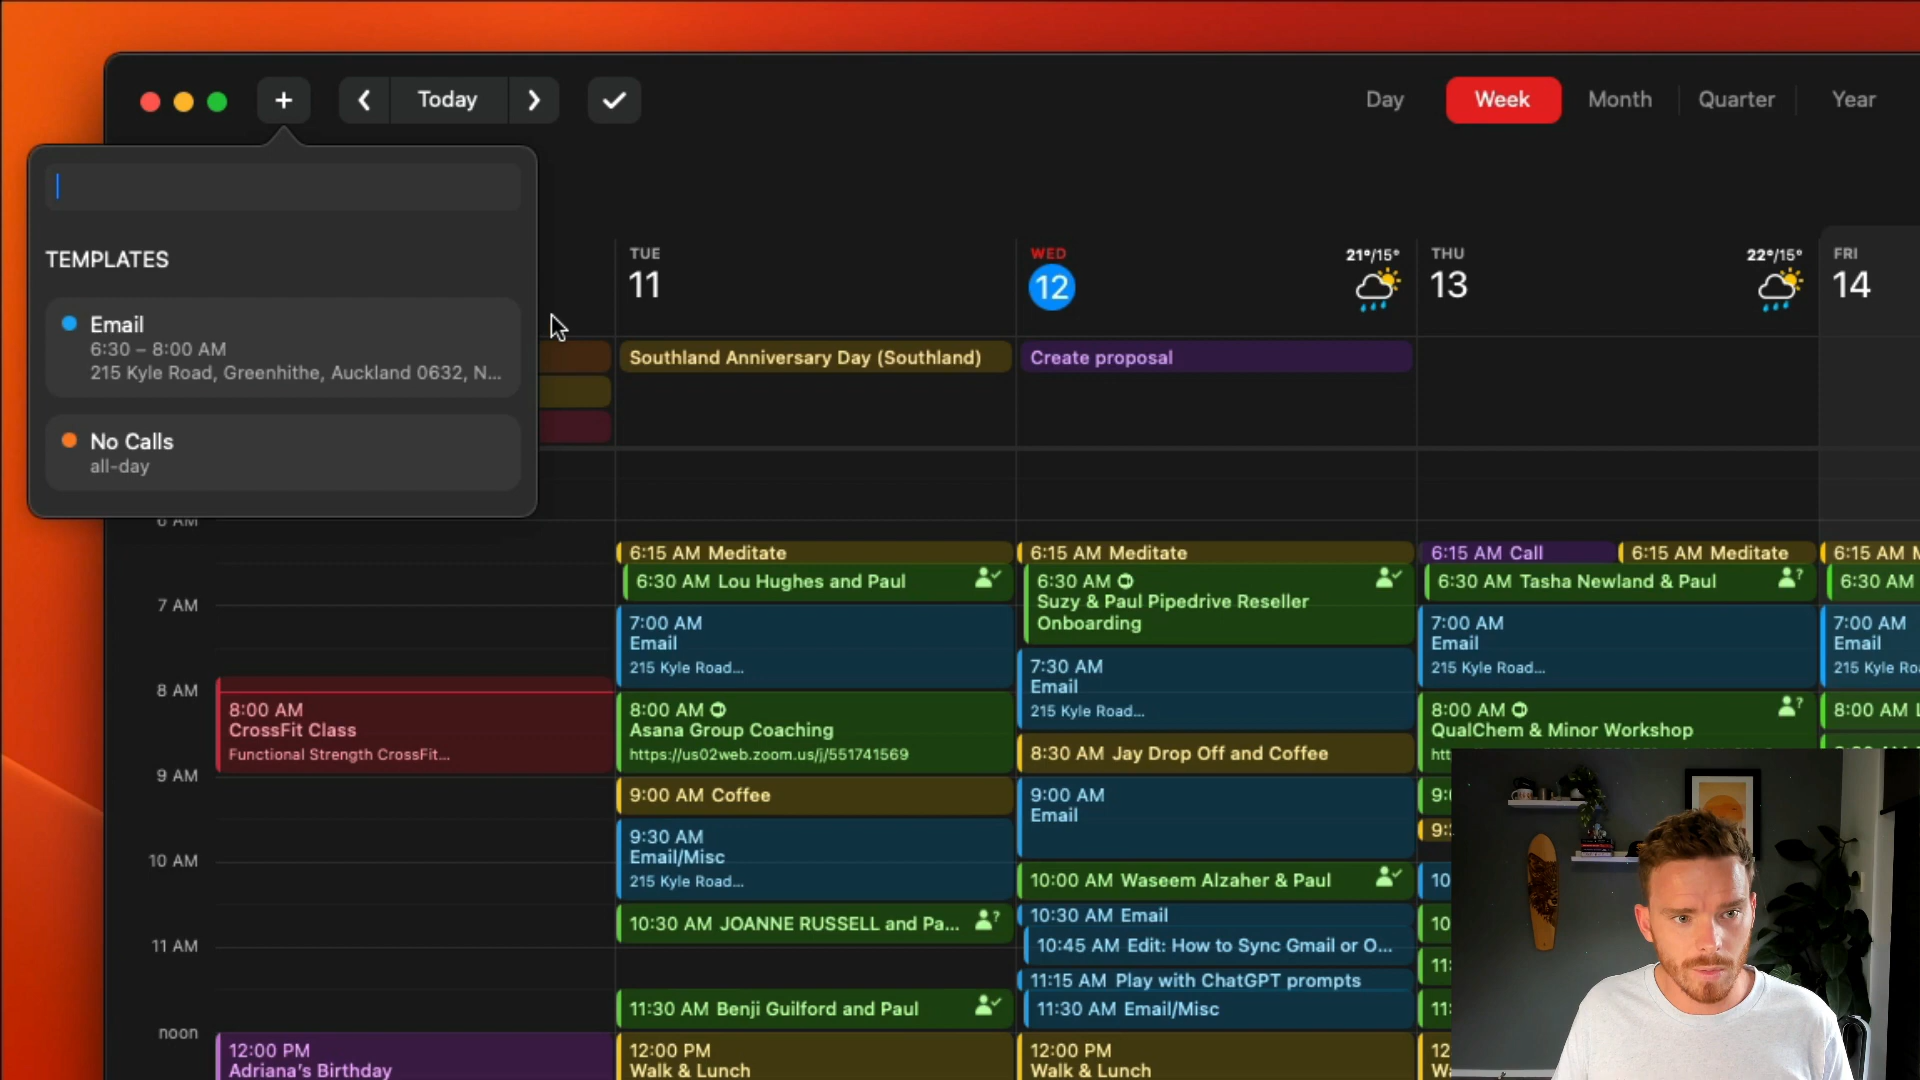 +
Today
Day
Week
Month
Quarter
Year
TEMPLATES
Email
6:30 – 8:00 AM
215 Kyle Road, Greenhithe, Auckland 0632, N...
No Calls
all-day
TUE
11
WED
12
21°/15°
THU
13
22°/15°
FRI
14
Southland Anniversary Day (Southland)
Create proposal
6 AM
7 AM
8 AM
9 AM
10 AM
11 AM
noon
8:00 AM
CrossFit Class
Functional Strength CrossFit...
12:00 PM
Adriana's Birthday
6:15 AM Meditate
6:30 AM Lou Hughes and Paul
7:00 AM
Email
215 Kyle Road...
8:00 AM
Asana Group Coaching
https://us02web.zoom.us/j/551741569
9:00 AM Coffee
9:30 AM
Email/Misc
215 Kyle Road...
10:30 AM JOANNE RUSSELL and Pa...
11:30 AM Benji Guilford and Paul
12:00 PM
Walk & Lunch
6:15 AM Meditate
6:30 AM
Suzy & Paul Pipedrive Reseller
Onboarding
7:30 AM
Email
215 Kyle Road...
8:30 AM Jay Drop Off and Coffee
9:00 AM
Email
10:00 AM Waseem Alzaher & Paul
10:30 AM Email
10:45 AM Edit: How to Sync Gmail or O...
11:15 AM Play with ChatGPT prompts
11:30 AM Email/Misc
12:00 PM
Walk & Lunch
6:15 AM Call
6:15 AM Meditate
6:30 AM Tasha Newland & Paul
7:00 AM
Email
215 Kyle Road...
8:00 AM
QualChem & Minor Workshop
6:15 AM
6:30 AM
7:00 AM
Email
215 Kyle
8:00 AM